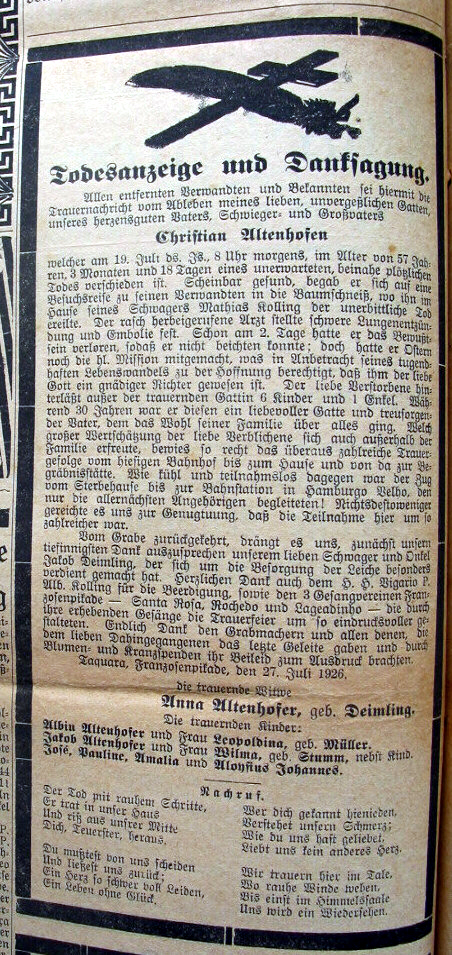 Todesanzeige und Danksagung.
Allen entfernten Verwandten und Bekannten sei hiermit die
Trauernachricht vom Ableben meines lieben, unvergeßlichen Gatten,
unseres herzensguten Vaters, Schwieger- und Großvaters
Christian Altenhofen
welcher am 19. Juli ds. Js., 8 Uhr morgens, im Alter von 57 Jah-
ren, 3 Monaten und 18 Tagen eines unerwarteten, beinahe plötzlichen
Todes verschieden ist. Scheinbar gesund, begab er sich auf eine
Besuchsreise zu seinen Verwandten in die Baumschneiß, wo ihn im
Hause seines Schwagers Mathias Kolling der unerbittliche Tod
ereilte. Der rasch herbeigerufene Arzt stellte schwere Lungenentzün-
dung und Embolie fest. Schon am 2. Tage hatte er das Bewußt-
sein verloren, sodaß er nicht beichten konnte, doch hatte er Ostern
noch die hl. Mission mitgemacht, was in Anbetracht seines tugend-
haften Lebenswandels zu der Hoffnung berechtigt, daß ihm der liebe
Gott ein gnädiger Richter gewesen ist. Der liebe Verstorbene hin-
terläßt außer der trauernden Gattin 6 Kinder und 1 Enkel. Wäh-
rend 30 Jahren war er diesen ein liebevoller Gatte und treusorgen-
der Vater, dem das Wohl seiner Familie über alles ging. Welch
großer Wertschätzung der liebe Verblichene sich auch außerhalb der
Familie erfreute, bewies so recht das überaus zahlreiche Trauer-
gefolge vom hiesigen Bahnhof bis zum Hause und von da zur Be-
gräbnisstätte. Wie kühl und teilnahmslos dagegen war der Zug
vom Sterbehause bis zur Bahnstation in Hamburgo Velho, den
nur die allernächsten Angehörigen begleiteten! Nichtsdestoweniger
gereichte es uns zur Genugtuung, daß die Teilnahme hier um so
zahlreicher war.
Vom Grabe zurückgekehrt, drängt es uns, zunächst unsern
tiefinnigsten Dank auszusprechen unserem lieben Schwager und Onkel
Jakob Deimling, der sich um die Besorgung der Leiche besonders
verdient gemacht hat. Herzlichen Dank auch dem H. H. Vigario P.
Alb. Kolling für die Beerdigung, sowie den 3 Gesangvereinen Fran-
zosenpikade — Santa Rosa, Rochedo und Lageadinho — die durch
ihre erhebenden Gesänge die Trauerfeier um so eindrucksvoller ge-
stalteten. Endlich Dank den Grabmachern und allen denen, die
dem lieben Dahingegangenen das letzte Geleite gaben und durch
Blumen- und Kranzspenden ihr Beileid zum Ausdruck brachten.
Taquara, Franzosenpikade, den 27. Juli 1926.
die trauernde Witwe
Anna Altenhofer, geb. Deimling.
Die trauernden Kinder:
Albin Altenhofer und Frau Leopoldina, geb. Müller.
Jakob Altenhofer und Frau Wilma, geb. Stumm, nebst Kind.
José, Pauline, Amalia und Aloysius Johannes.
Nachruf.
Der Tod mit rauhem Schritte,
Er trat in unser Haus
Und riß aus unsrer Mitte
Dich, Teuerster, heraus.
Du mußtest von uns scheiden
Und ließest uns zurück;
Ein Herz so schwer voll Leiden,
Ein Leben ohne Glück.
Wer dich gekannt hienieden,
Verstehet unsern Schmerz;
Wie du uns hast geliebet,
Liebt uns kein anderes Herz.
Wir trauern hier im Tale,
Wo rauhe Winde wehen,
Bis einst im Himmelssaale
Uns wird ein Wiedersehen.